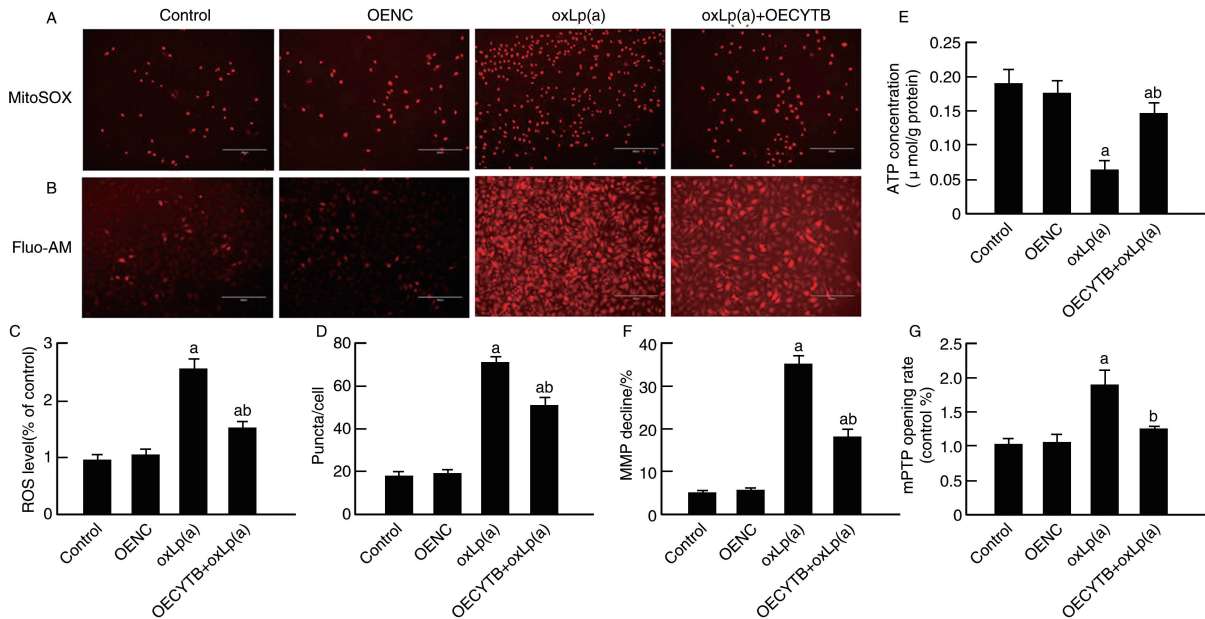 A
Control
OENC
oxLp(a)
oxLp(a)+OECYTB
MitoSOX
B
Fluo-AM
E
ATP concentration
( μ mol/g protein)
0.25
0.20
0.15
0.10
0.05
0
a
ab
Control
OENC
oxLp(a)
OECYTB+oxLp(a)
C
ROS level(% of control)
3
2
1
0
a
ab
Control
OENC
oxLp(a)
OECYTB+oxLp(a)
D
Puncta/cell
80
60
40
20
0
a
ab
Control
OENC
oxLp(a)
OECYTB+oxLp(a)
F
MMP decline/%
40
30
20
10
0
a
ab
Control
OENC
oxLp(a)
OECYTB+oxLp(a)
G
mPTP opening rate
(control %)
2.5
2.0
1.5
1.0
0.5
0
a
b
Control
OENC
oxLp(a)
OECYTB+oxLp(a)